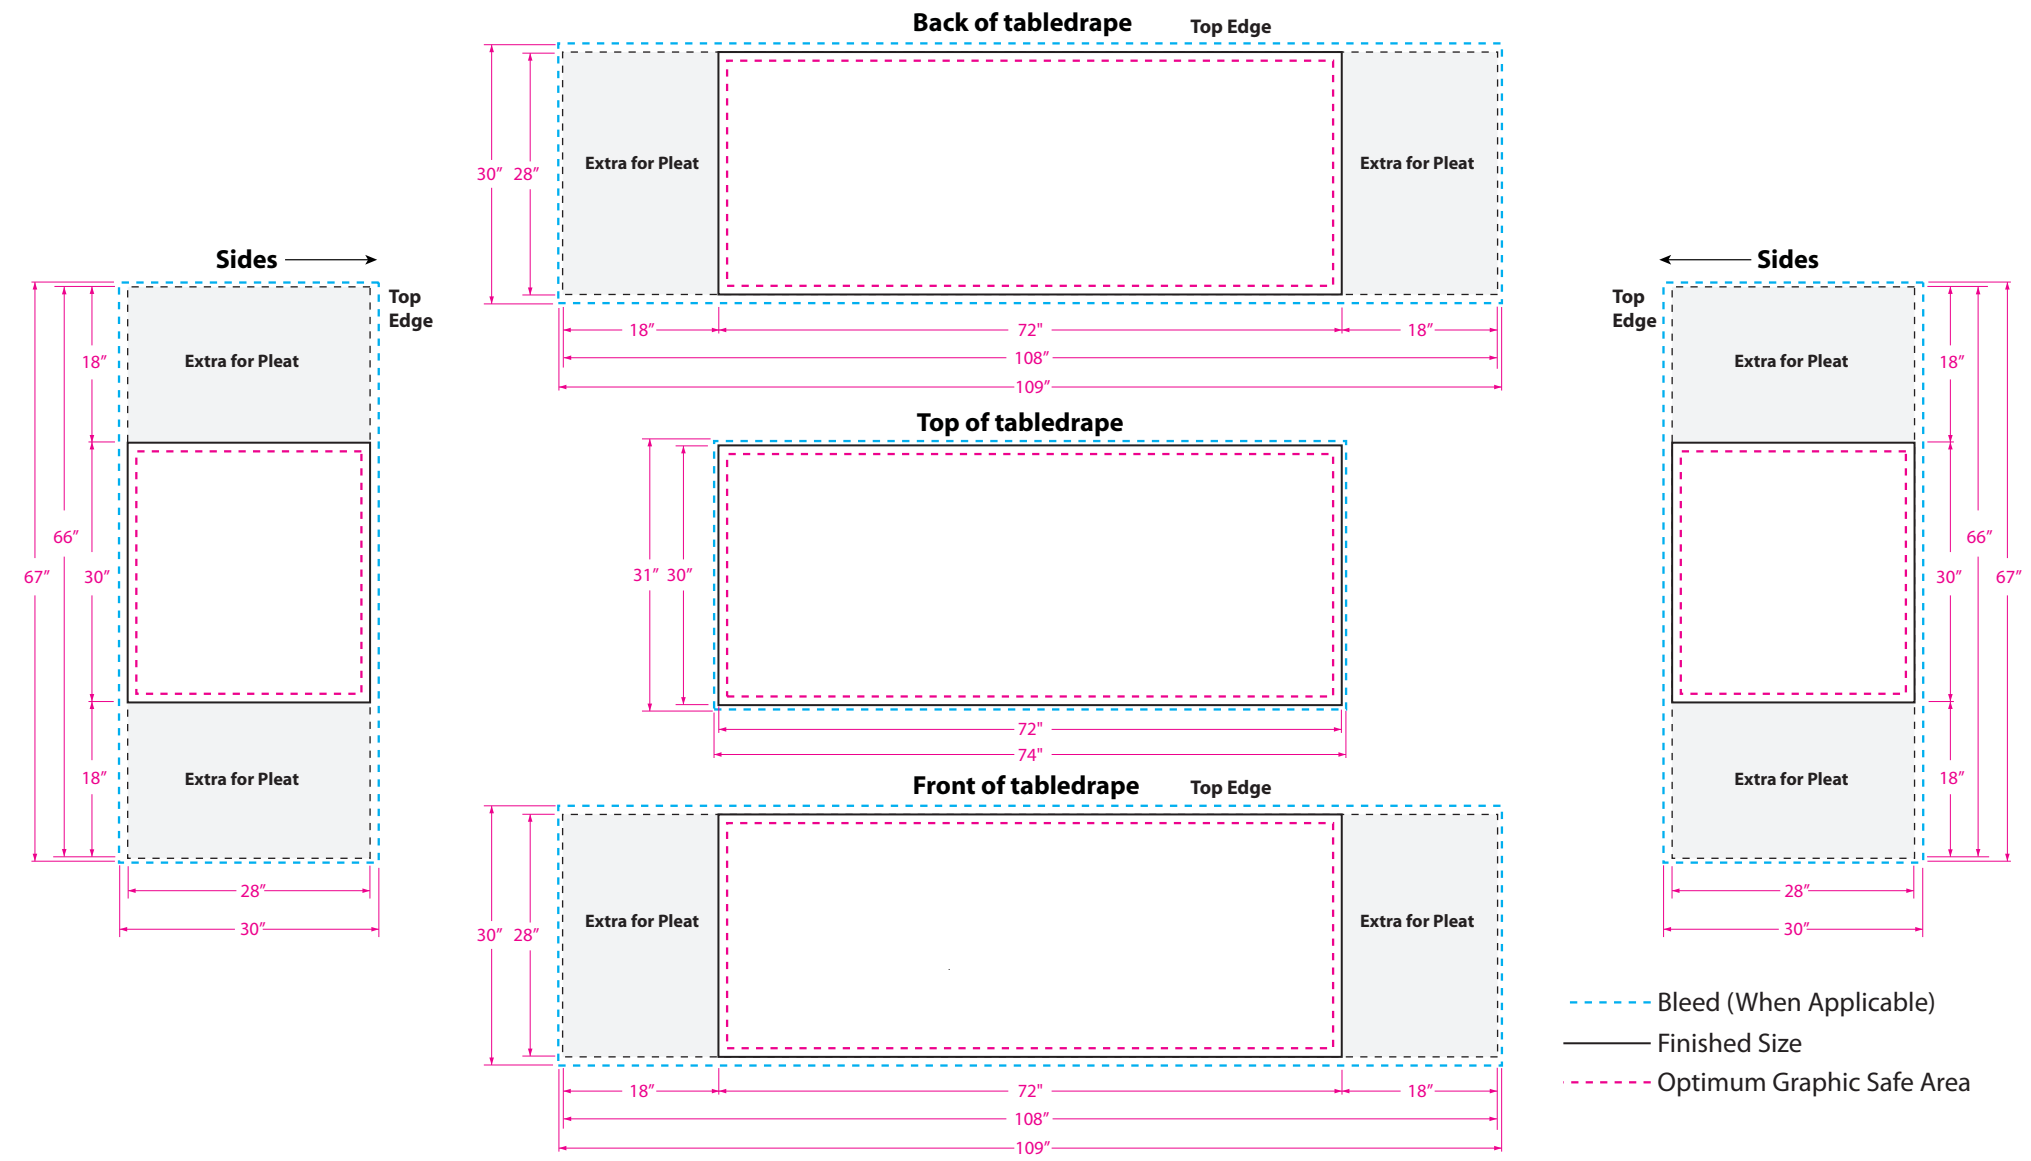 Back of tabledrape
Top Edge
30”
28”
Extra for Pleat
Extra for Pleat
18”
72"
18”
108”
109”
Sides
Top
Edge
Extra for Pleat
18”
66”
67”
30”
18”
Extra for Pleat
28”
30”
Top of tabledrape
31”
30”
72"
74"
Sides
Top
Edge
Extra for Pleat
18”
66”
30”
67”
Extra for Pleat
18”
28”
30”
Front of tabledrape
Top Edge
30”
28”
Extra for Pleat
Extra for Pleat
18”
72"
18”
108”
109”
Bleed (When Applicable)
Finished Size
Optimum Graphic Safe Area